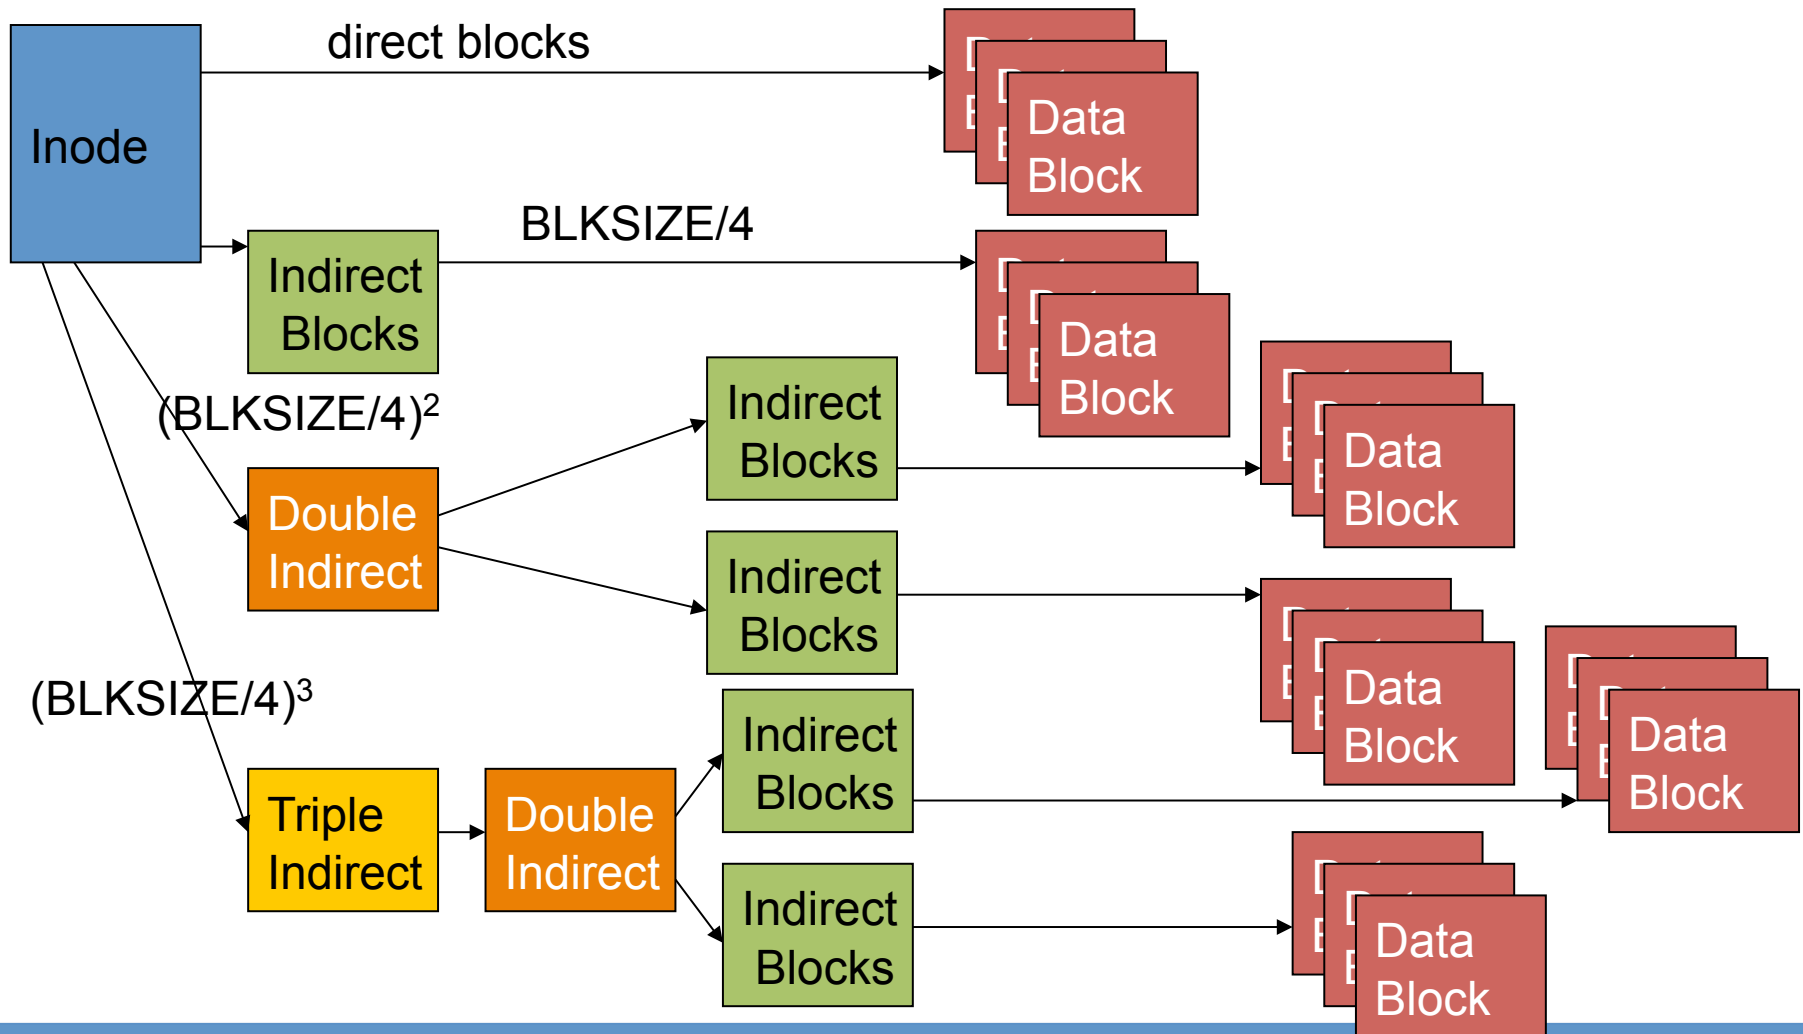 direct blocks
Inode
Data
Block
BLKSIZE/4
Indirect
Blocks
Data
Block
(BLKSIZE/4)²
Indirect
Blocks
Data
Block
Double
Indirect
Indirect
Blocks
Data
Block
(BLKSIZE/4)³
Indirect
Blocks
Data
Block
Triple
Indirect
Double
Indirect
Indirect
Blocks
Data
Block